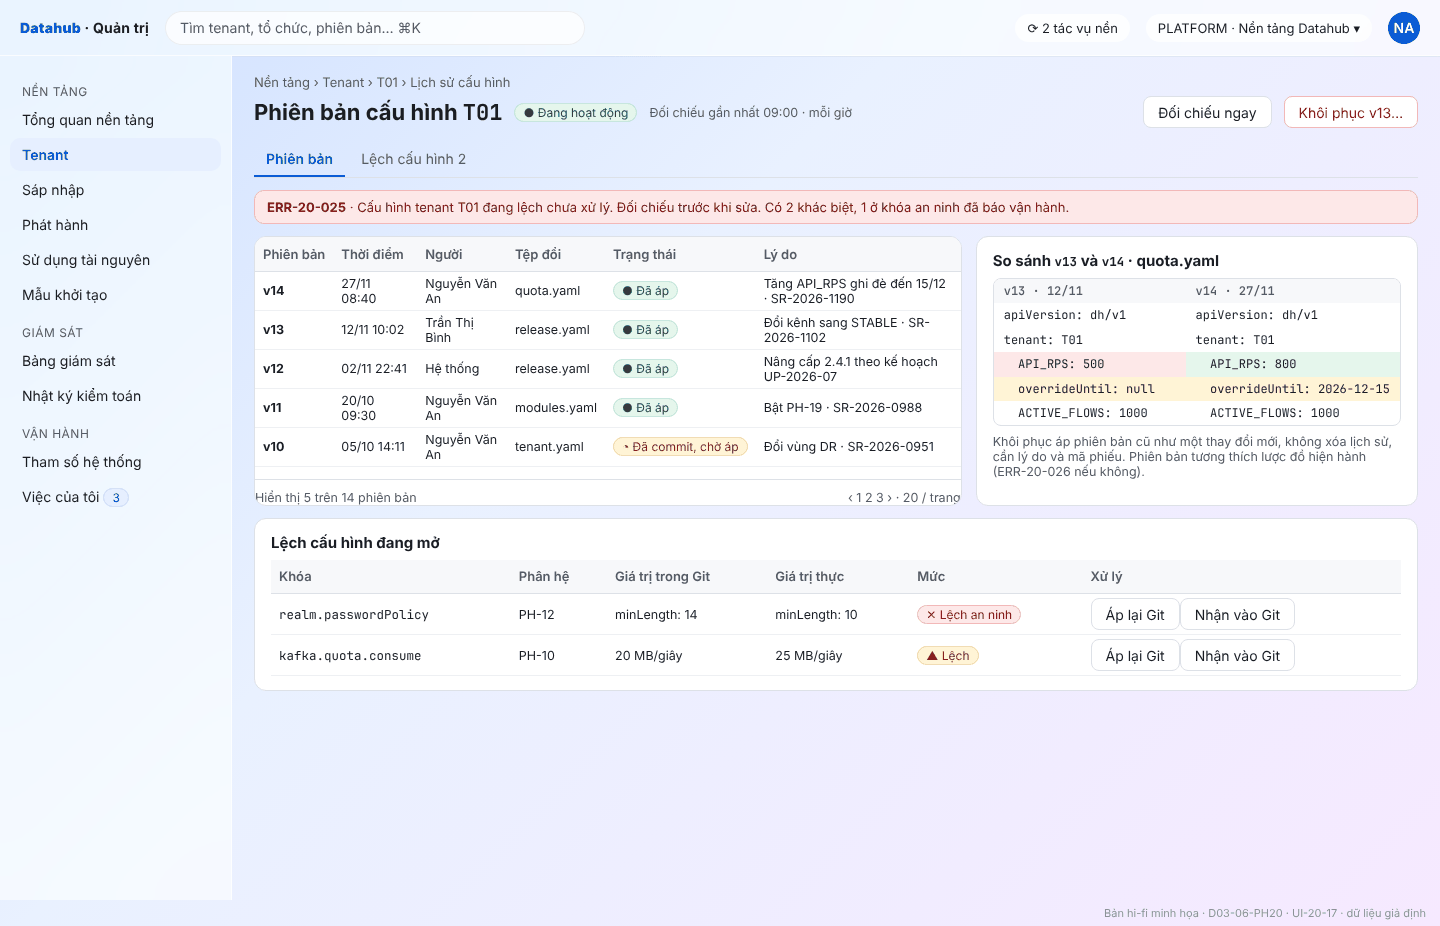 Datahub · Quản trị
Tìm tenant, tổ chức, phiên bản... ⌘K
⟳ 2 tác vụ nền
PLATFORM · Nền tảng Datahub ▾
NA
NỀN TẢNG
Tổng quan nền tảng
Tenant
Sáp nhập
Phát hành
Sử dụng tài nguyên
Mẫu khởi tạo
GIÁM SÁT
Bảng giám sát
Nhật ký kiểm toán
VẬN HÀNH
Tham số hệ thống
Việc của tôi 3
Nền tảng › Tenant › T01 › Lịch sử cấu hình
Phiên bản cấu hình T01
● Đang hoạt động
Đối chiếu gần nhất 09:00 · mỗi giờ
Đối chiếu ngay
Khôi phục v13...
Phiên bản
Lệch cấu hình 2
ERR-20-025 · Cấu hình tenant T01 đang lệch chưa xử lý. Đối chiếu trước khi sửa. Có 2 khác biệt, 1 ở khóa an ninh đã báo vận hành.
Phiên bản Thời điểm Người Tệp đổi Trạng thái Lý do
v14 27/11 08:40 Nguyễn Văn An quota.yaml ● Đã áp Tăng API_RPS ghi đè đến 15/12 · SR-2026-1190
v13 12/11 10:02 Trần Thị Bình release.yaml ● Đã áp Đổi kênh sang STABLE · SR-2026-1102
v12 02/11 22:41 Hệ thống release.yaml ● Đã áp Nâng cấp 2.4.1 theo kế hoạch UP-2026-07
v11 20/10 09:30 Nguyễn Văn An modules.yaml ● Đã áp Bật PH-19 · SR-2026-0988
v10 05/10 14:11 Nguyễn Văn An tenant.yaml Đã commit, chờ áp Đổi vùng DR · SR-2026-0951
Hiển thị 5 trên 14 phiên bản
‹ 1 2 3 › · 20 / trang
So sánh v13 và v14 · quota.yaml
v13 · 12/11 v14 · 27/11
apiVersion: dh/v1 apiVersion: dh/v1
tenant: T01 tenant: T01
API_RPS: 500 API_RPS: 800
overrideUntil: null overrideUntil: 2026-12-15
ACTIVE_FLOWS: 1000 ACTIVE_FLOWS: 1000
Khôi phục áp phiên bản cũ như một thay đổi mới, không xóa lịch sử,
cần lý do và mã phiếu. Phiên bản tương thích lược đồ hiện hành
(ERR-20-026 nếu không).
Lệch cấu hình đang mở
Khóa Phân hệ Giá trị trong Git Giá trị thực Mức Xử lý
realm.passwordPolicy PH-12 minLength: 14 minLength: 10 ✕ Lệch an ninh Áp lại Git Nhận vào Git
kafka.quota.consume PH-10 20 MB/giây 25 MB/giây ▲ Lệch Áp lại Git Nhận vào Git
Bản hi-fi minh họa · D03-06-PH20 · UI-20-17 · dữ liệu giả định